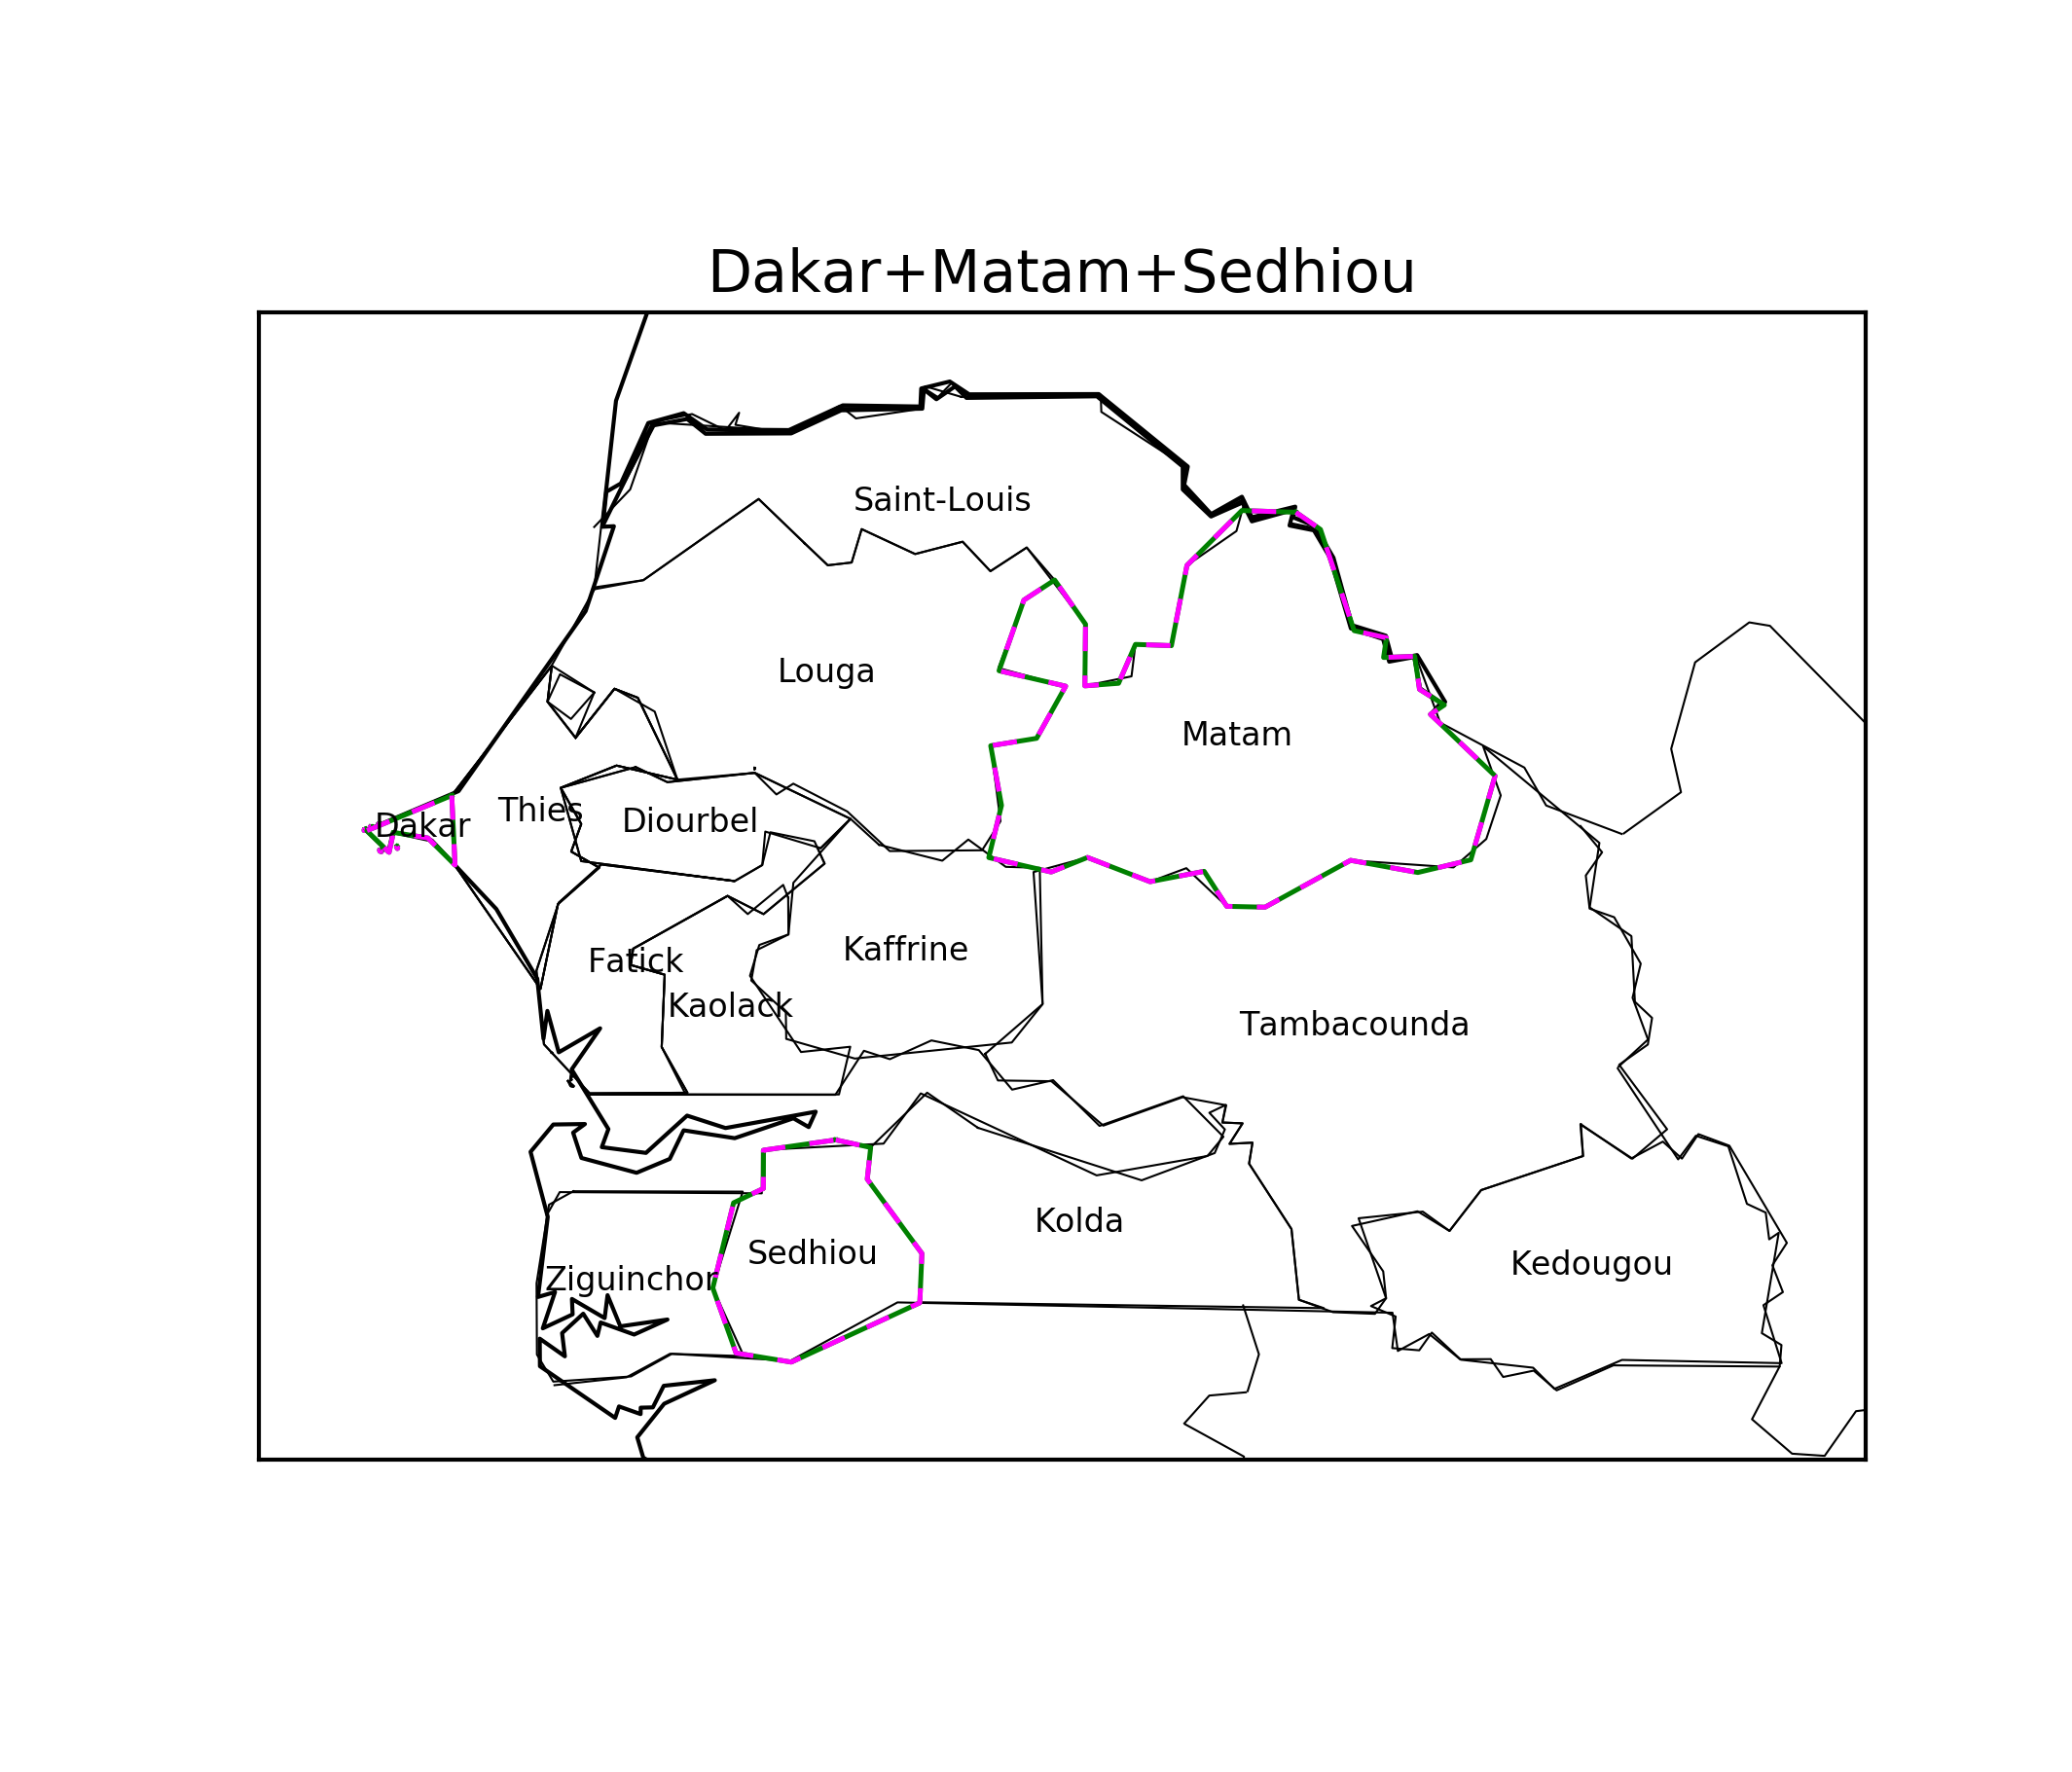 Dakar+Matam+Sedhiou
Saint-Louis
Louga
Matam
Thies
Diourbel
Dakar
Kaffrine
Fatick
Kaolack
Tambacounda
Kolda
Sedhiou
Kedougou
Ziguinchor